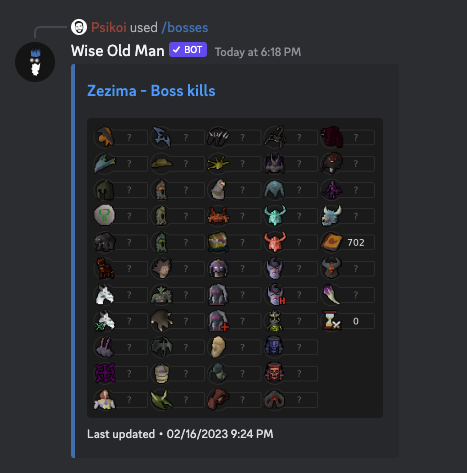 Psikoi used /bosses
Wise Old Man ✓ BOT Today at 6:18 PM
Zezima - Boss kills
? ? ? ? ?
? ? ? ? ?
? ? ? ? ?
? ? ? ? ?
? ? ? ? 702
? ? ? ? ?
? ? ? H ? ?
? ? ? ? 0
? ? ? ?
? ? ? ?
? ? ? ?
Last updated • 02/16/2023 9:24 PM